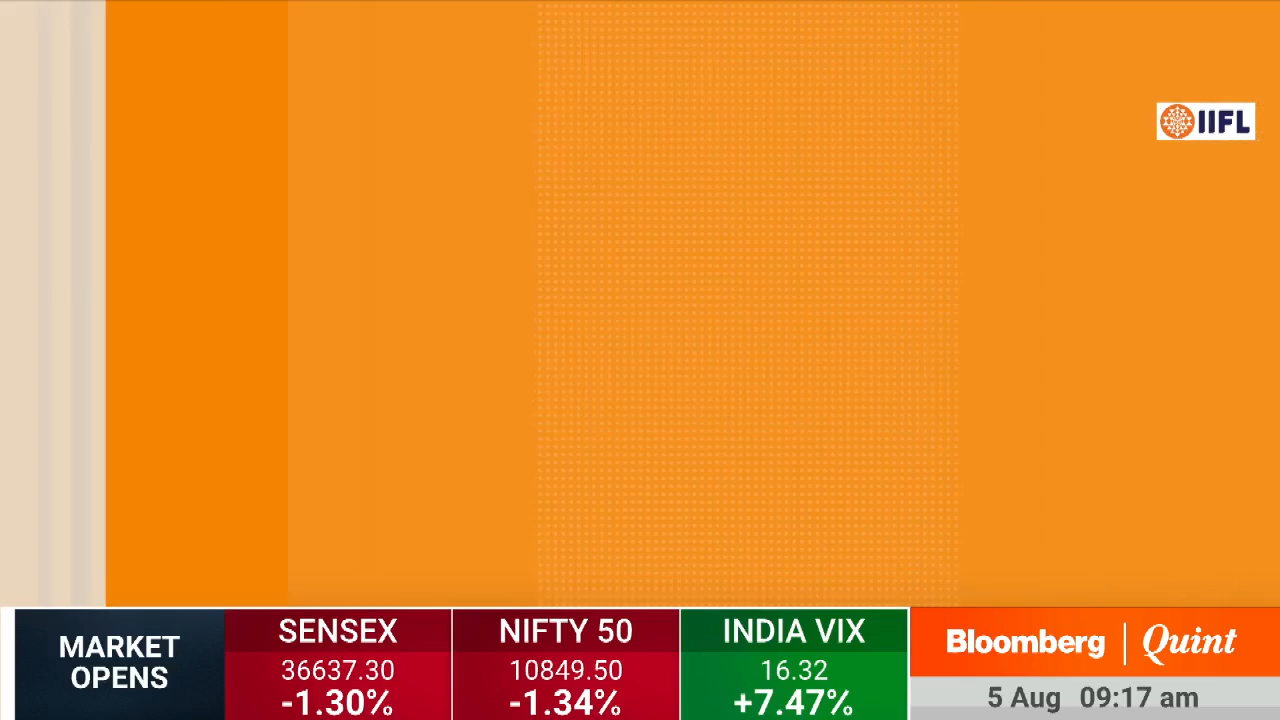 IIFL
MARKET
OPENS
SENSEX
36637.30
-1.30%
NIFTY 50
10849.50
-1.34%
INDIA VIX
16.32
+7.47%
Bloomberg | Quint
5 Aug 09:17 am